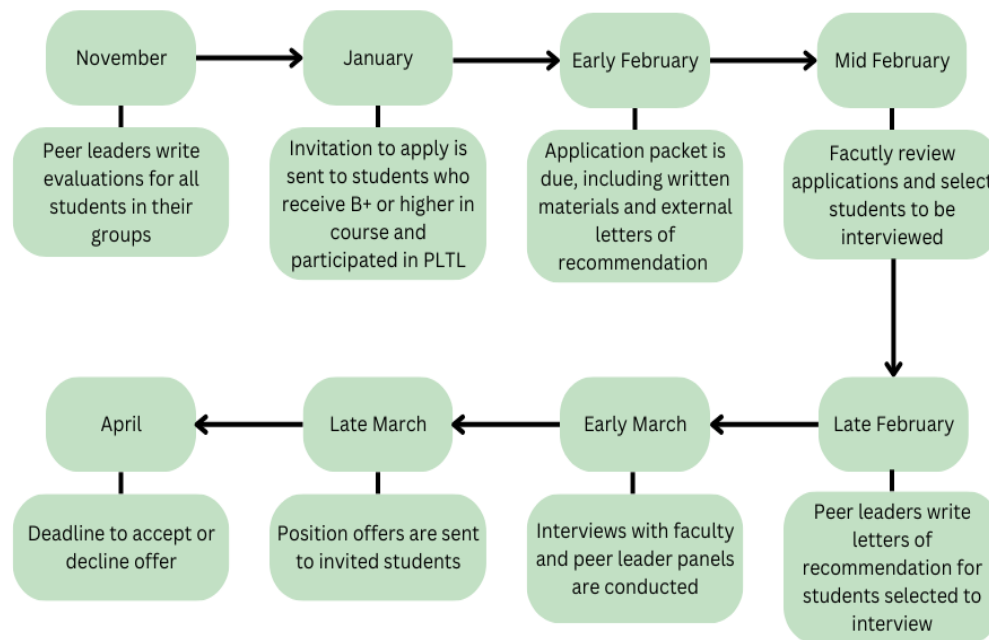 November
January
Early February
Mid February
Peer leaders write
evaluations for all
students in their
groups
Invitation to apply is
sent to students who
receive B+ or higher in
course and
participated in PLTL
Application packet is
due, including written
materials and external
letters of
recommendation
Facutly review
applications and select
students to be
interviewed
April
Late March
Early March
Late February
Deadline to accept or
decline offer
Position offers are sent
to invited students
Interviews with faculty
and peer leader panels
are conducted
Peer leaders write
letters of
recommendation for
students selected to
interview